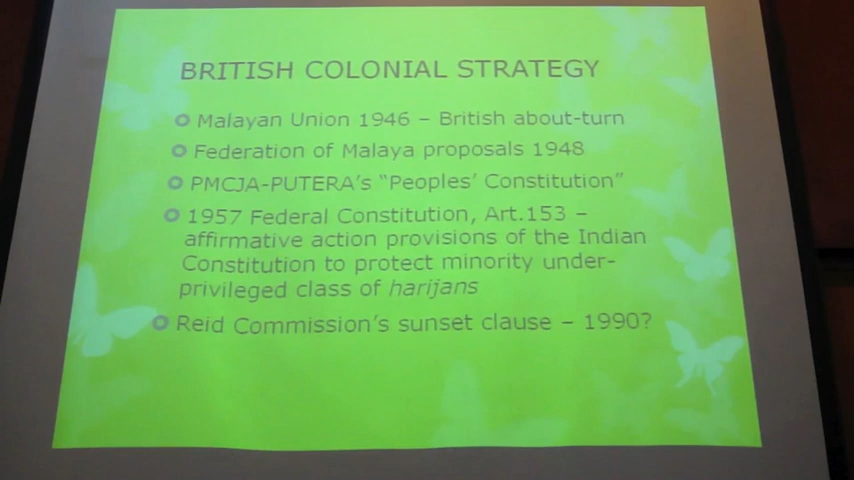 BRITISH COLONIAL STRATEGY
Malayan Union 1946 – British about-turn
Federation of Malaya proposals 1948
PMCJA-PUTERA's "Peoples' Constitution"
1957 Federal Constitution, Art.153 –
affirmative action provisions of the Indian
Constitution to protect minority under-
privileged class of harijans
Reid Commission's sunset clause – 1990?